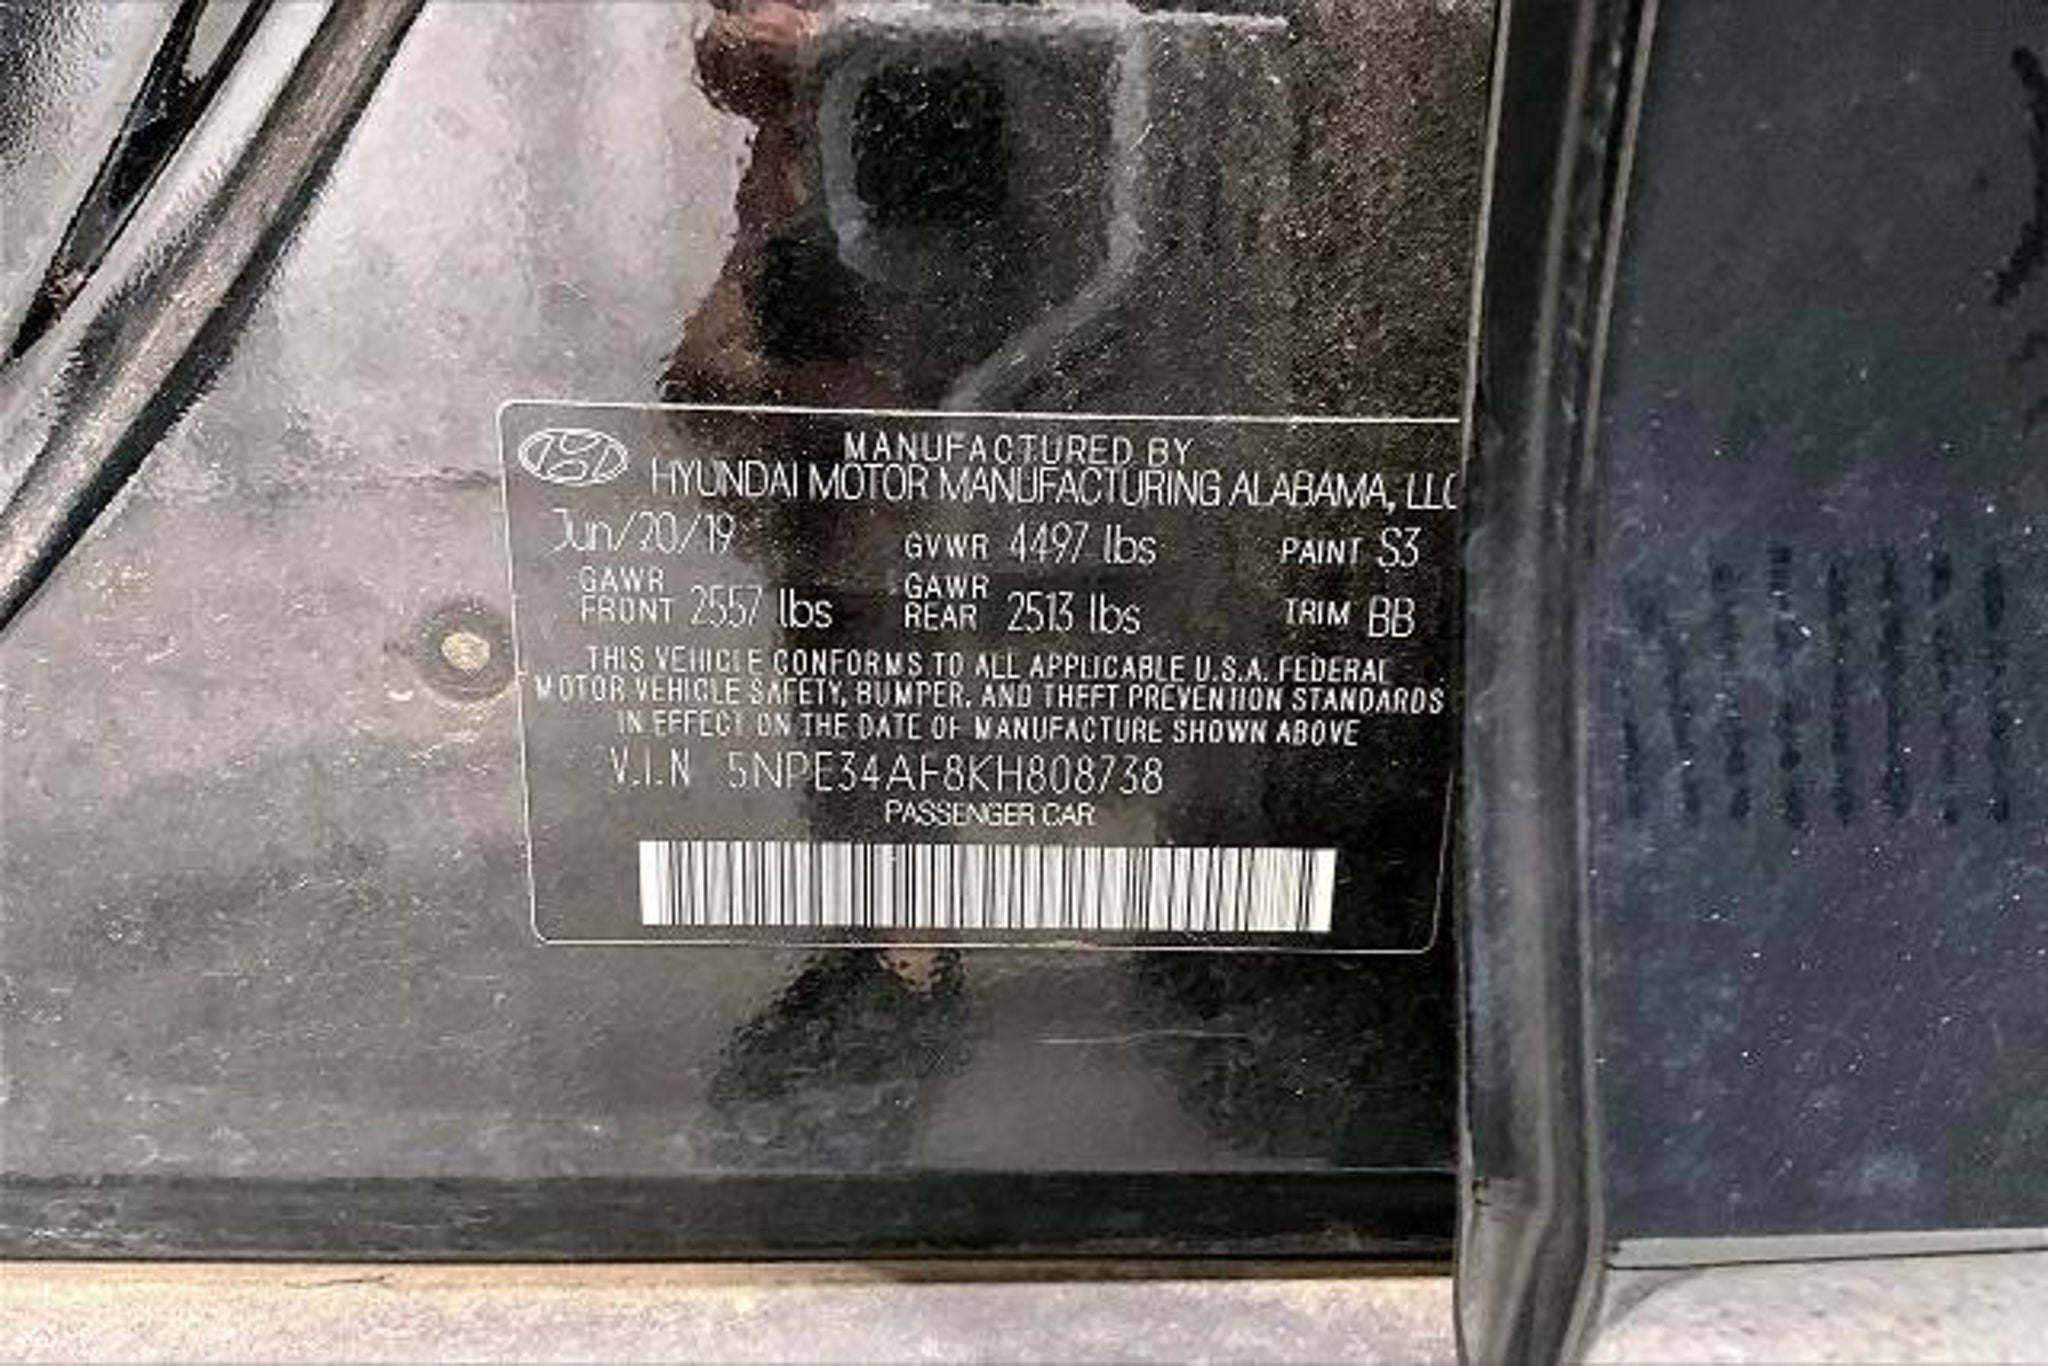 MANUFACTURED BY
HYUNDAI MOTOR MANUFACTURING ALABAMA, LLC
Jun/20/19 GVWR 4497 lbs PAINT S3
GAWR FRONT 2557 lbs GAWR REAR 2513 lbs TRIM BB
THIS VEHICLE CONFORMS TO ALL APPLICABLE U.S.A. FEDERAL
MOTOR VEHICLE SAFETY, BUMPER, AND THEFT PREVENTION STANDARDS
IN EFFECT ON THE DATE OF MANUFACTURE SHOWN ABOVE
V.I.N 5NPE34AF8KH808738
PASSENGER CAR